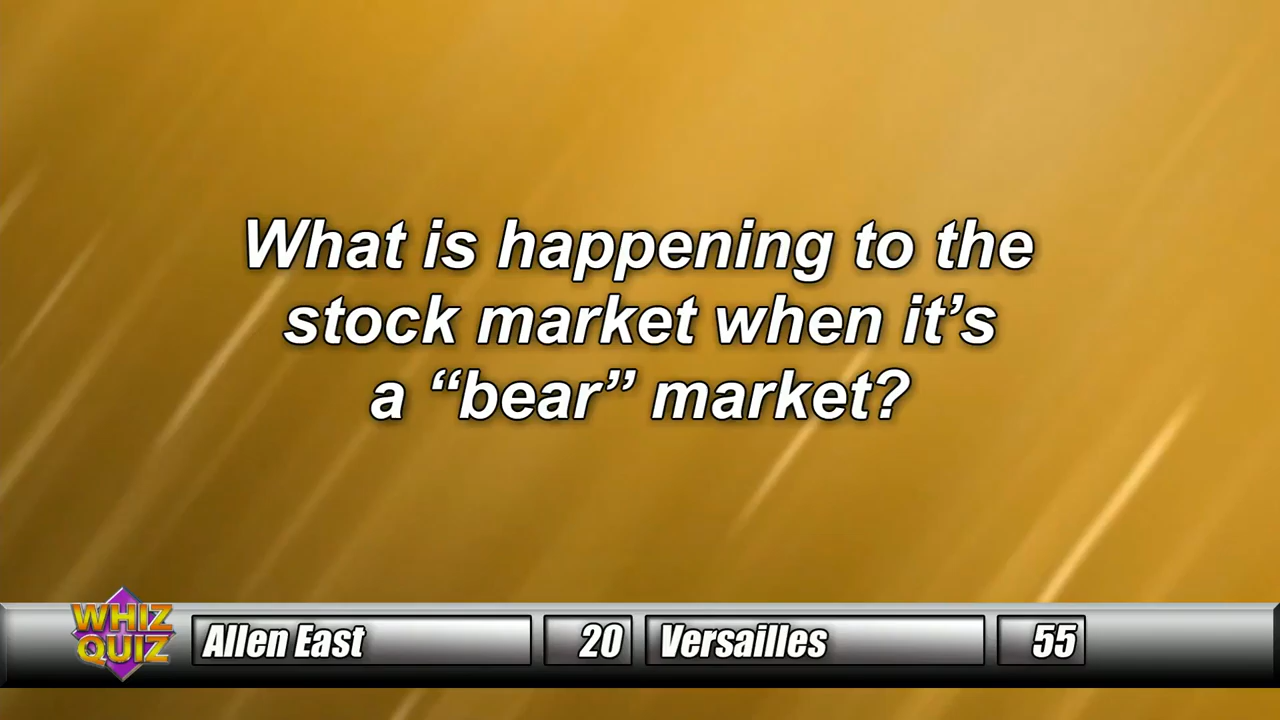 What is happening to the
stock market when it’s
a “bear” market?
WHIZ
QUIZ
Allen East 20 Versailles 55